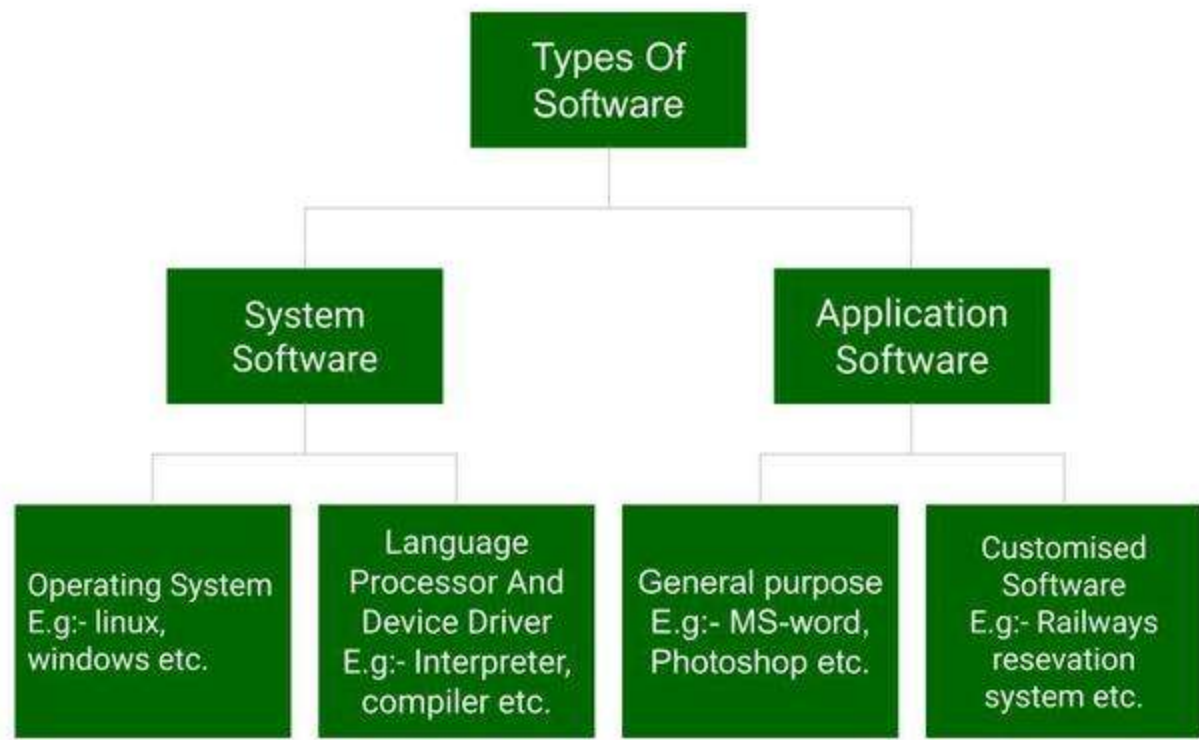 Types Of
Software
System
Software
Application
Software
Operating System
E.g:- linux,
windows etc.
Language
Processor And
Device Driver
E.g:- Interpreter,
compiler etc.
General purpose
E.g:- MS-word,
Photoshop etc.
Customised
Software
E.g:- Railways
resevation
system etc.